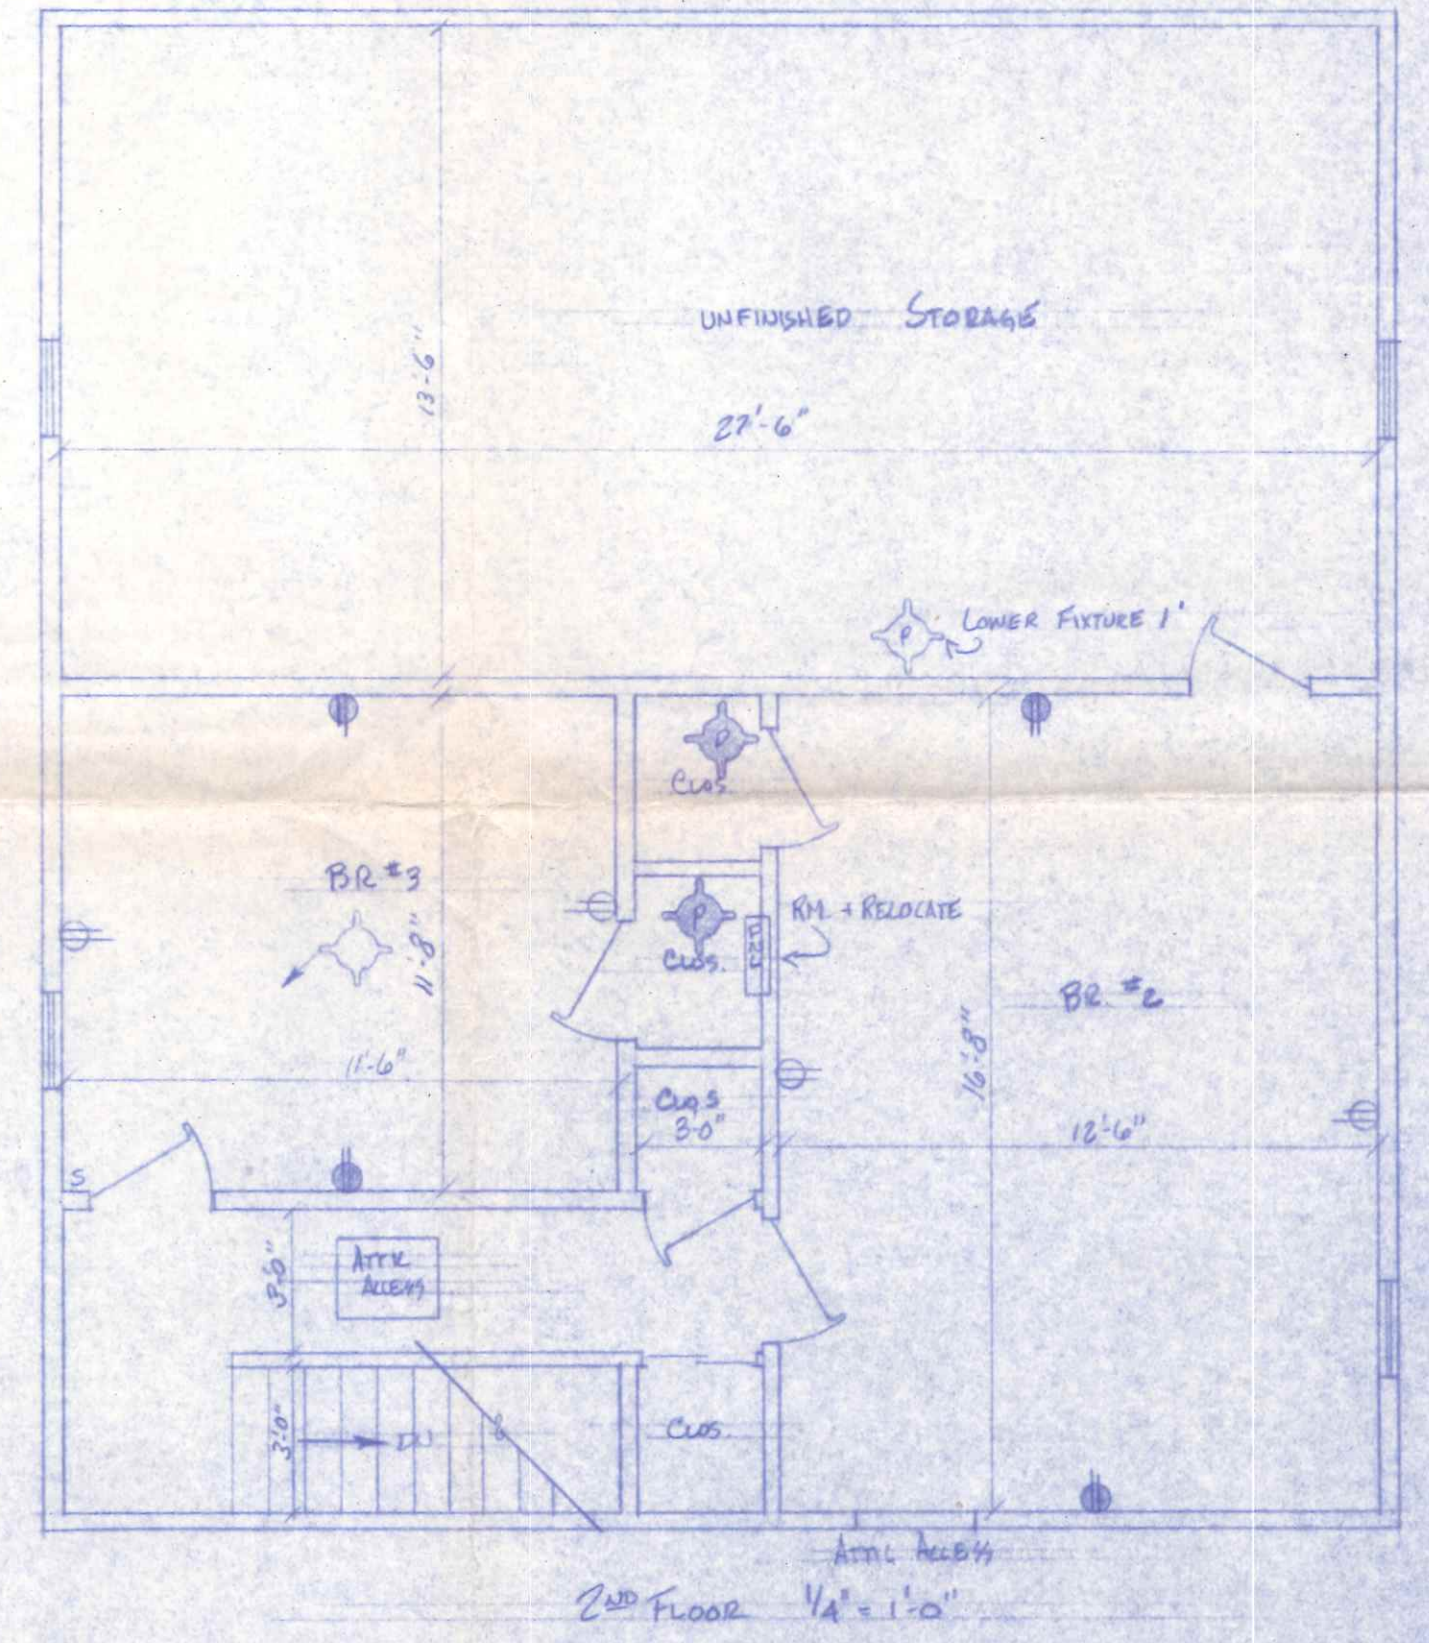 UNFINISHED STORAGE
13'-6"
27'-6"
P
LOWER FIXTURE 1'
P
CLOS.
BR #3
P
RM. + RELOCATE
CLOS.
11'-8"
BR. #2
11'-6"
16'-8"
CLOS
3'-0"
12'-6"
S
3'-6"
ATTIC
ACCESS
3'-0"
DN
CLOS.
ATTIC ACCESS
2ND FLOOR 1/4" = 1'-0"